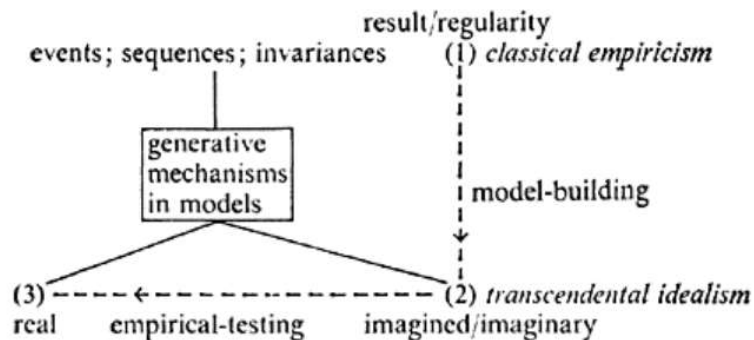 result/regularity
events; sequences; invariances (1) classical empiricism
generative
mechanisms
in models
model-building
(3) (2) transcendental idealism
real empirical-testing imagined/imaginary